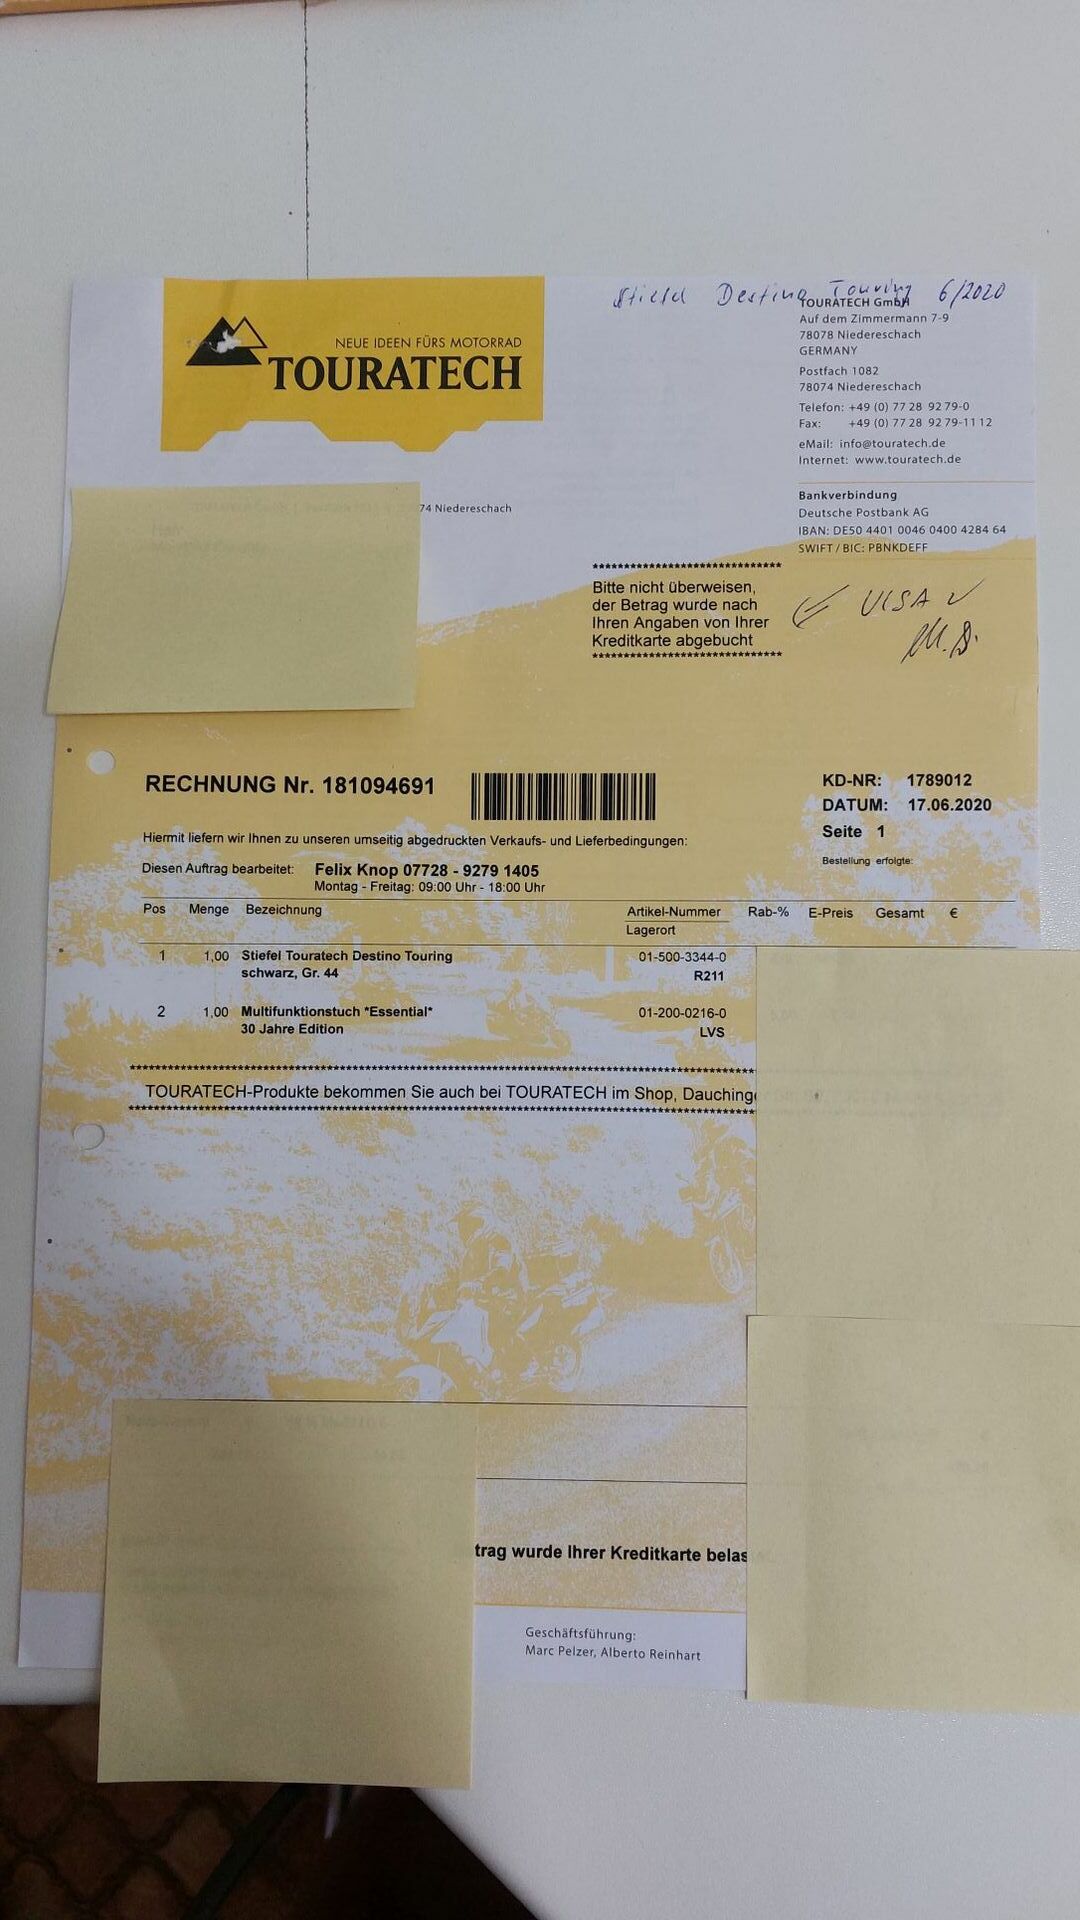 Stiefel Destino Touring 6/2020
NEUE IDEEN FÜRS MOTORRAD
TOURATECH
TOURATECH GmbH
Auf dem Zimmermann 7-9
78078 Niedereschach
GERMANY
Postfach 1082
78074 Niedereschach
Telefon: +49 (0) 77 28 92 79-0
Fax: +49 (0) 77 28 92 79-11 12
eMail: info@touratech.de
Internet: www.touratech.de
Bankverbindung
Deutsche Postbank AG
IBAN: DE50 4401 0046 0400 4284 64
SWIFT / BIC: PBNKDEFF
74 Niedereschach
******************************
Bitte nicht überweisen,
der Betrag wurde nach
Ihren Angaben von Ihrer
Kreditkarte abgebucht
******************************
VISA ✓
RECHNUNG Nr. 181094691
KD-NR: 1789012
DATUM: 17.06.2020
Seite 1
Hiermit liefern wir Ihnen zu unseren umseitig abgedruckten Verkaufs- und Lieferbedingungen:
Bestellung erfolgte:
Diesen Auftrag bearbeitet: Felix Knop 07728 - 9279 1405
Montag - Freitag: 09:00 Uhr - 18:00 Uhr
Pos Menge Bezeichnung Artikel-Nummer Rab-% E-Preis Gesamt €
Lagerort
1 1,00 Stiefel Touratech Destino Touring 01-500-3344-0
schwarz, Gr. 44 R211
2 1,00 Multifunktionstuch *Essential* 01-200-0216-0
30 Jahre Edition LVS
TOURATECH-Produkte bekommen Sie auch bei TOURATECH im Shop, Dauching
trag wurde Ihrer Kreditkarte belas
Geschäftsführung:
Marc Pelzer, Alberto Reinhart